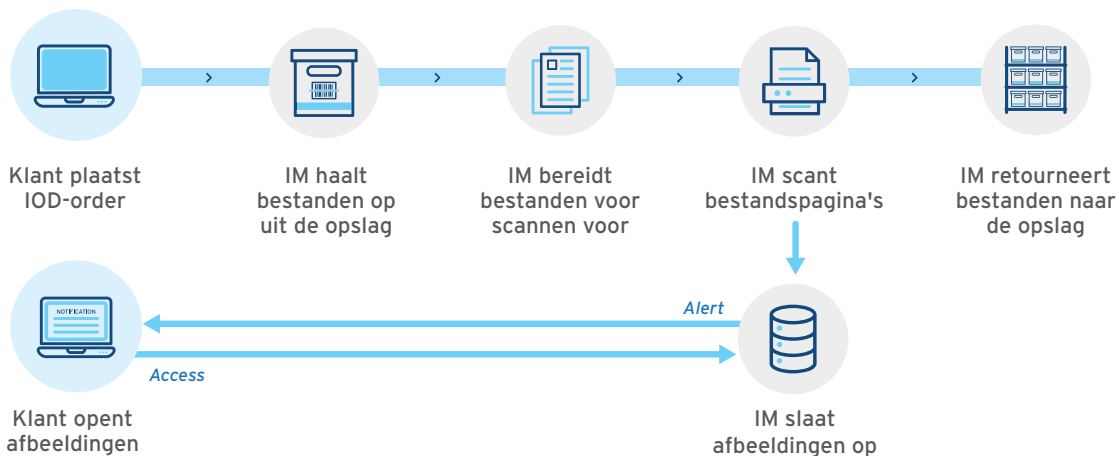 Klant plaatst
IOD-order
IM haalt
bestanden op
uit de opslag
IM bereidt
bestanden voor
scannen voor
IM scant
bestandspagina's
IM retourneert
bestanden naar
de opslag
NOTIFICATION
Alert
Access
Klant opent
afbeeldingen
IM slaat
afbeeldingen op